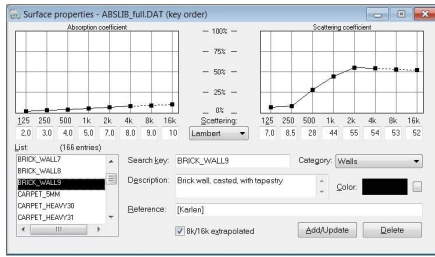 Surface properties - ABSLIB_full.DAT (key order)
Absorption coefficient
Scattering coefficient
100%
75%
50%
25%
0%
125 250 500 1k 2k 4k 8k 16k
Scattering:
125 250 500 1k 2k 4k 8k 16k
2.0 3.0 4.0 5.0 7.0 8.0 9.0 10
Lambert
7.0 8.5 28 44 55 54 53 52
List: (166 entries)
BRICK_WALL7
BRICK_WALL8
BRICK_WALL9
CARPET_5MM
CARPET_HEAVY30
CARPET_HEAVY31
Search key: BRICK_WALL9
Category: Walls
Description: Brick wall, casted, with tapestry
Color:
Reference: [Karlen]
8k/16k extrapolated
Add/Update
Delete